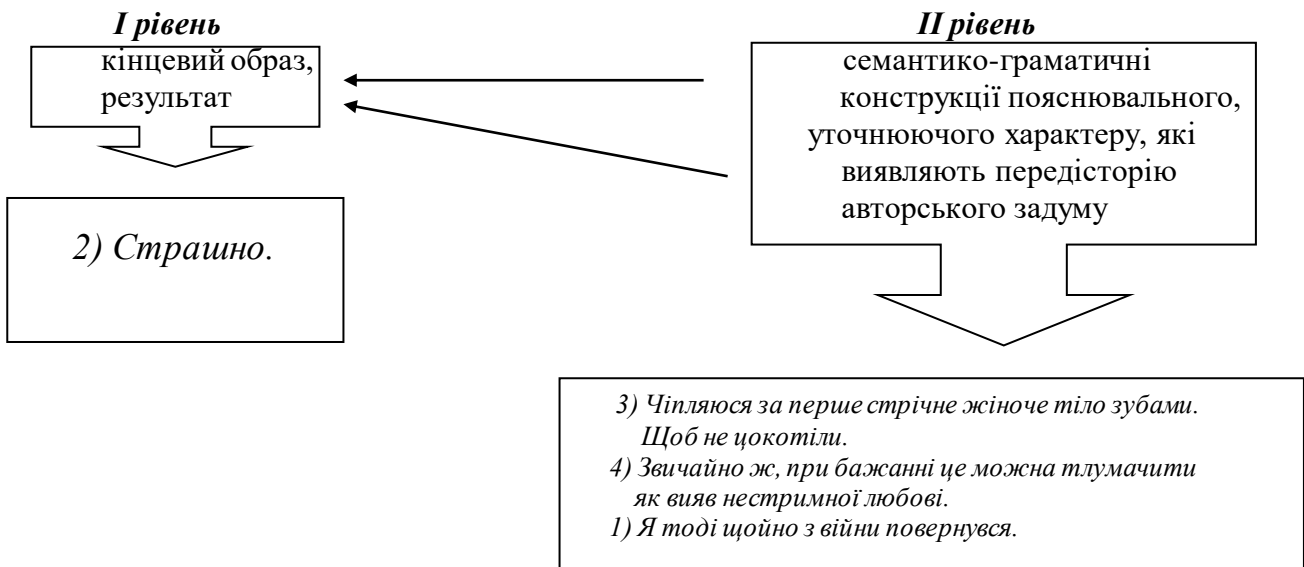 I рівень
кінцевий образ,
результат
2) Страшно.
II рівень
семантико-граматичні
конструкції пояснювального,
уточнюючого характеру, які
виявляють передісторію
авторського задуму
3) Чіпляюся за перше стрічне жіноче тіло зубами.
Щоб не цокотіли.
4) Звичайно ж, при бажанні це можна тлумачити
як вияв нестримної любові.
1) Я тоді щойно з війни повернувся.